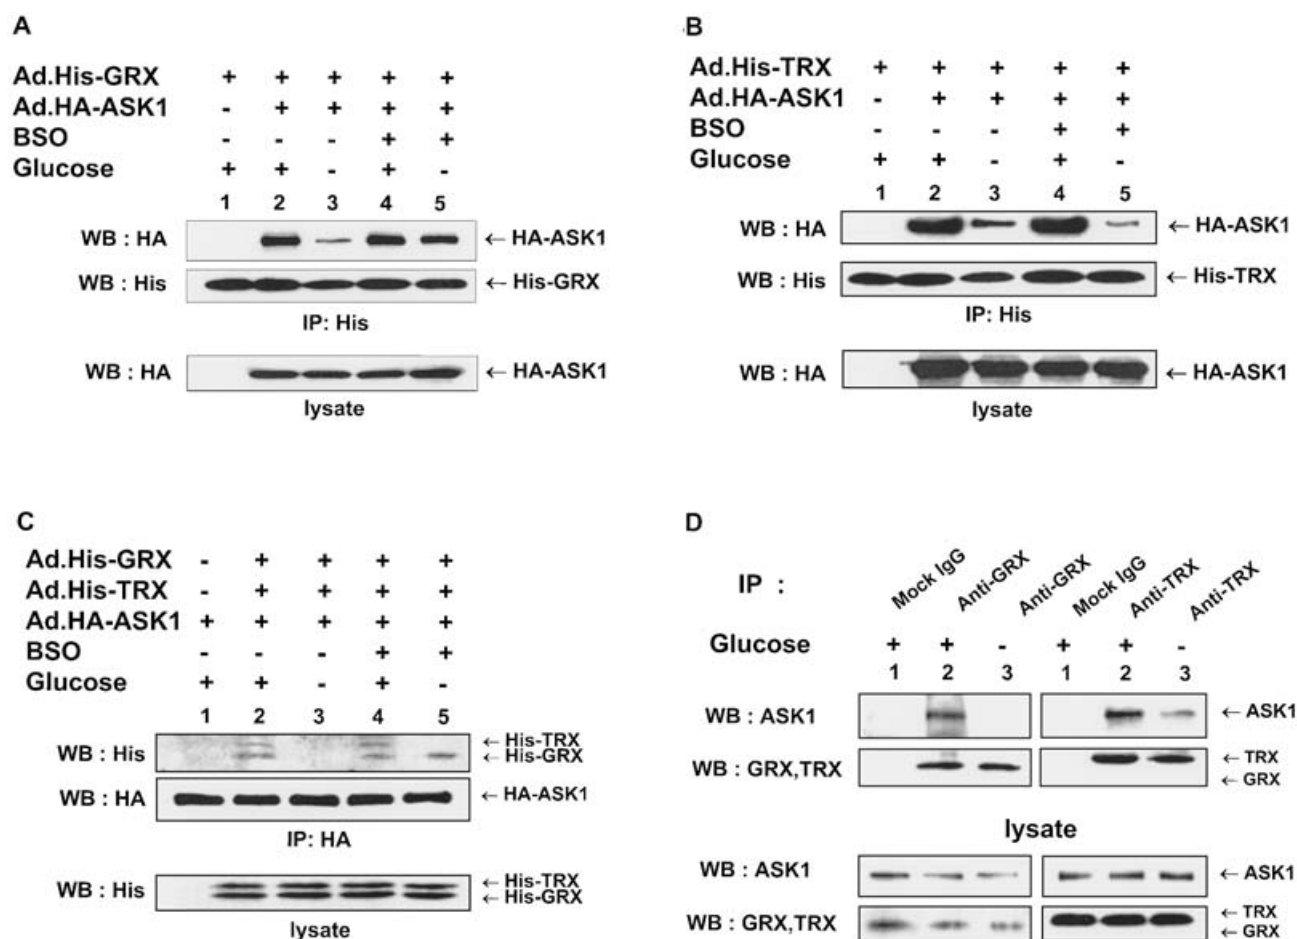 A
Ad.His-GRX + + + + +
Ad.HA-ASK1 - + + + +
BSO - - - + +
Glucose + + - + -
1 2 3 4 5
WB : HA ← HA-ASK1
WB : His ← His-GRX
IP: His
WB : HA ← HA-ASK1
lysate
B
Ad.His-TRX + + + + +
Ad.HA-ASK1 - + + + +
BSO - - - + +
Glucose + + - + -
1 2 3 4 5
WB : HA ← HA-ASK1
WB : His ← His-TRX
IP: His
WB : HA ← HA-ASK1
lysate
C
Ad.His-GRX - + + + +
Ad.His-TRX - + + + +
Ad.HA-ASK1 + + + + +
BSO - - - + +
Glucose + + - + -
1 2 3 4 5
← His-TRX
WB : His ← His-GRX
WB : HA ← HA-ASK1
IP: HA
WB : His ← His-TRX
← His-GRX
lysate
D
IP : Mock IgG Anti-GRX Anti-GRX Mock IgG Anti-TRX Anti-TRX
Glucose + + - + + -
1 2 3 1 2 3
WB : ASK1 ← ASK1
WB : GRX,TRX ← TRX
← GRX
lysate
WB : ASK1 ← ASK1
WB : GRX,TRX ← TRX
← GRX